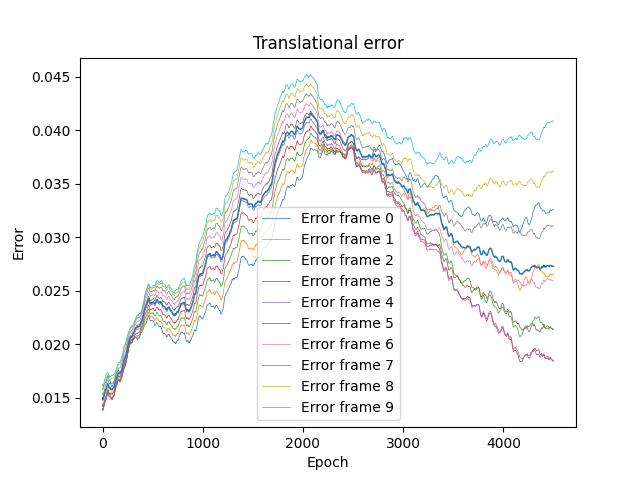 Translational error
Error
0.045
0.040
0.035
0.030
0.025
0.020
0.015
Error frame 0
Error frame 1
Error frame 2
Error frame 3
Error frame 4
Error frame 5
Error frame 6
Error frame 7
Error frame 8
Error frame 9
0 1000 2000 3000 4000
Epoch